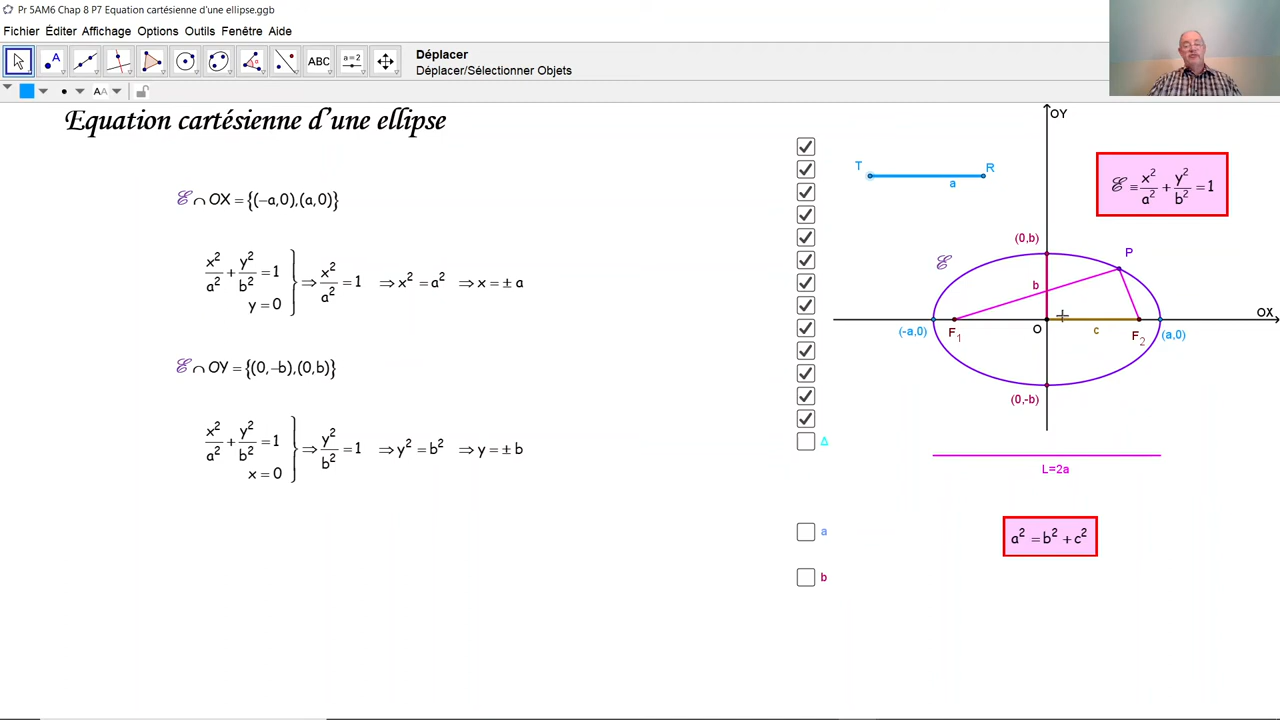 Pr 5AM6 Chap 8 P7 Equation cartésienne d'une ellipse.ggb
Fichier Éditer Affichage Options Outils Fenêtre Aide
A ABC a=2
Déplacer
Déplacer/Sélectionner Objets
AA
Equation cartésienne d'une ellipse
ℰ ∩ OX = {(-a,0),(a,0)}
x²/a² + y²/b² = 1
y = 0
} ⇒ x²/a² = 1 ⇒ x² = a² ⇒ x = ± a
ℰ ∩ OY = {(0,-b),(0,b)}
x²/a² + y²/b² = 1
x = 0
} ⇒ y²/b² = 1 ⇒ y² = b² ⇒ y = ± b
Δ
a
b
OY
T R
a
ℰ ≡ x²/a² + y²/b² = 1
(0,b)
ℰ
P
b
OX
(-a,0) F₁ O c F₂ (a,0)
(0,-b)
L=2a
a² = b² + c²